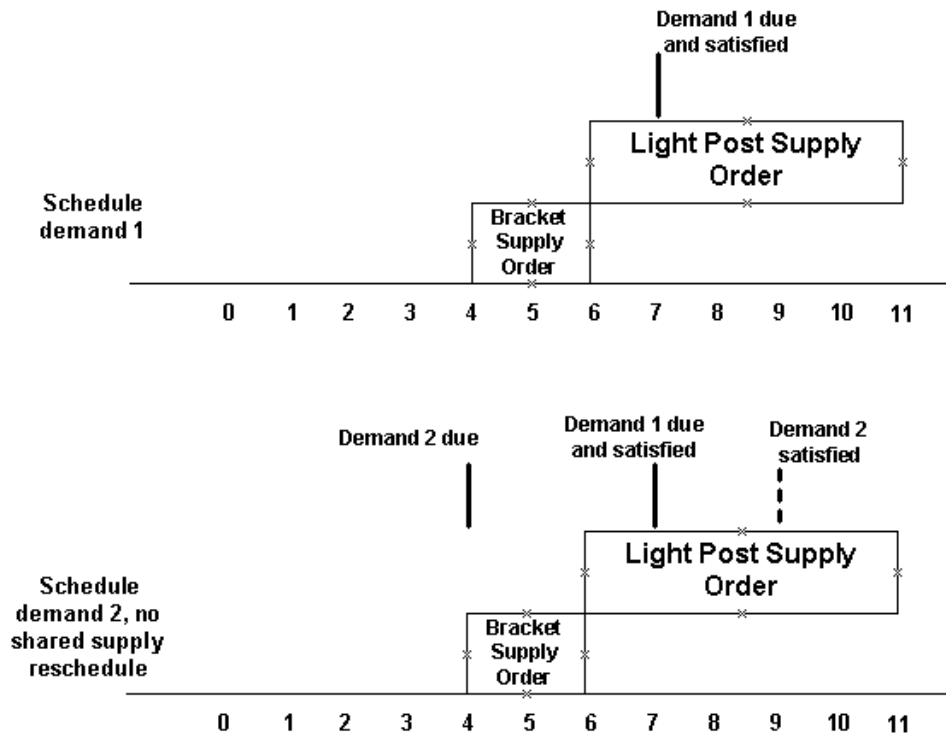 Demand 1 due
and satisfied
Light Post Supply
Order
Schedule
demand 1
Bracket
Supply
Order
0 1 2 3 4 5 6 7 8 9 10 11
Demand 2 due
Demand 1 due
and satisfied
Demand 2
satisfied
Light Post Supply
Order
Schedule
demand 2, no
shared supply
reschedule
Bracket
Supply
Order
0 1 2 3 4 5 6 7 8 9 10 11